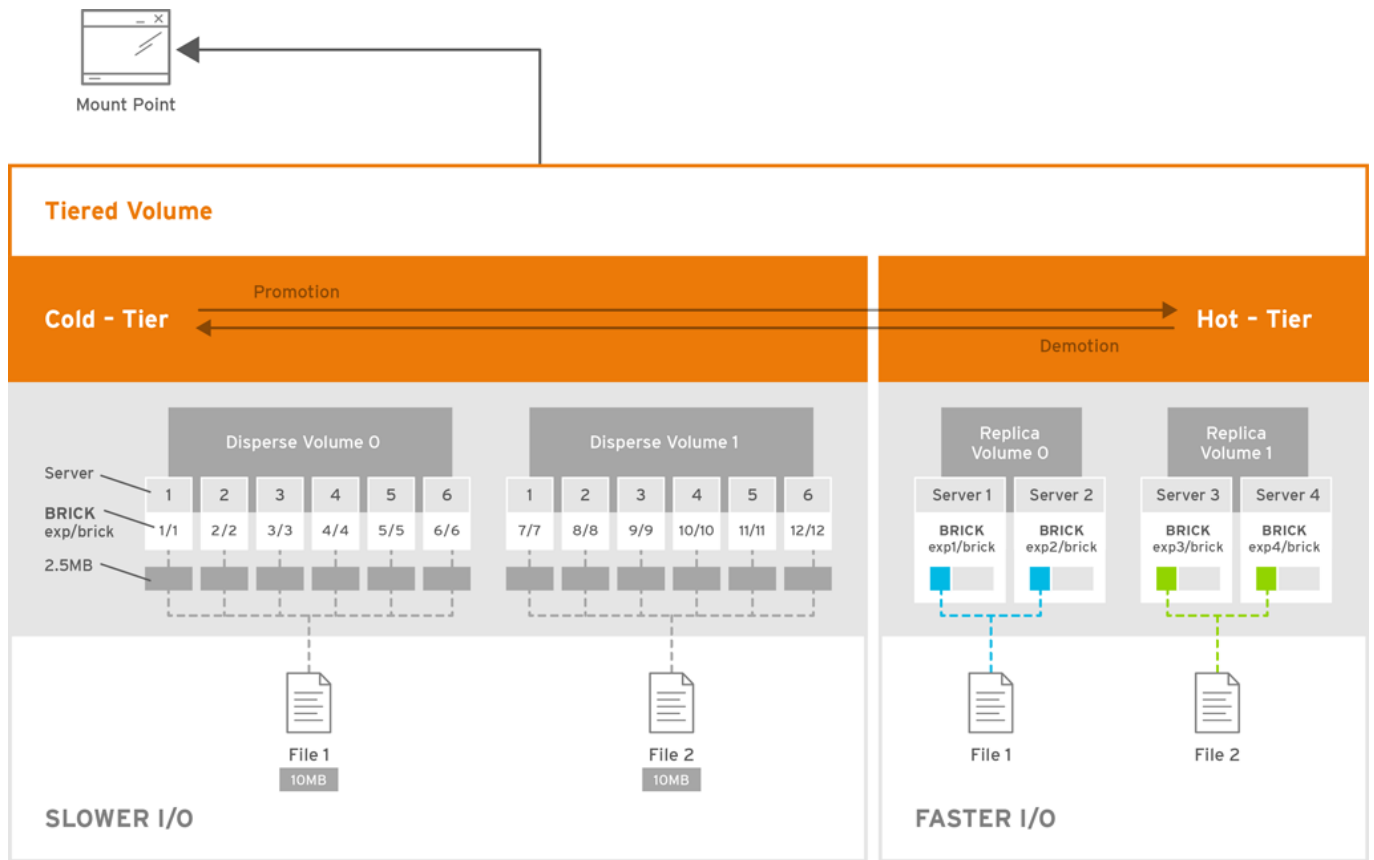 Mount Point
Tiered Volume
Cold - Tier
Promotion
Demotion
Hot - Tier
Disperse Volume 0
Server
1 2 3 4 5 6
BRICK
exp/brick
1/1 2/2 3/3 4/4 5/5 6/6
2.5MB
File 1
10MB
Disperse Volume 1
1 2 3 4 5 6
7/7 8/8 9/9 10/10 11/11 12/12
File 2
10MB
SLOWER I/O
Replica
Volume 0
Server 1 Server 2
BRICK BRICK
exp1/brick exp2/brick
File 1
Replica
Volume 1
Server 3 Server 4
BRICK BRICK
exp3/brick exp4/brick
File 2
FASTER I/O